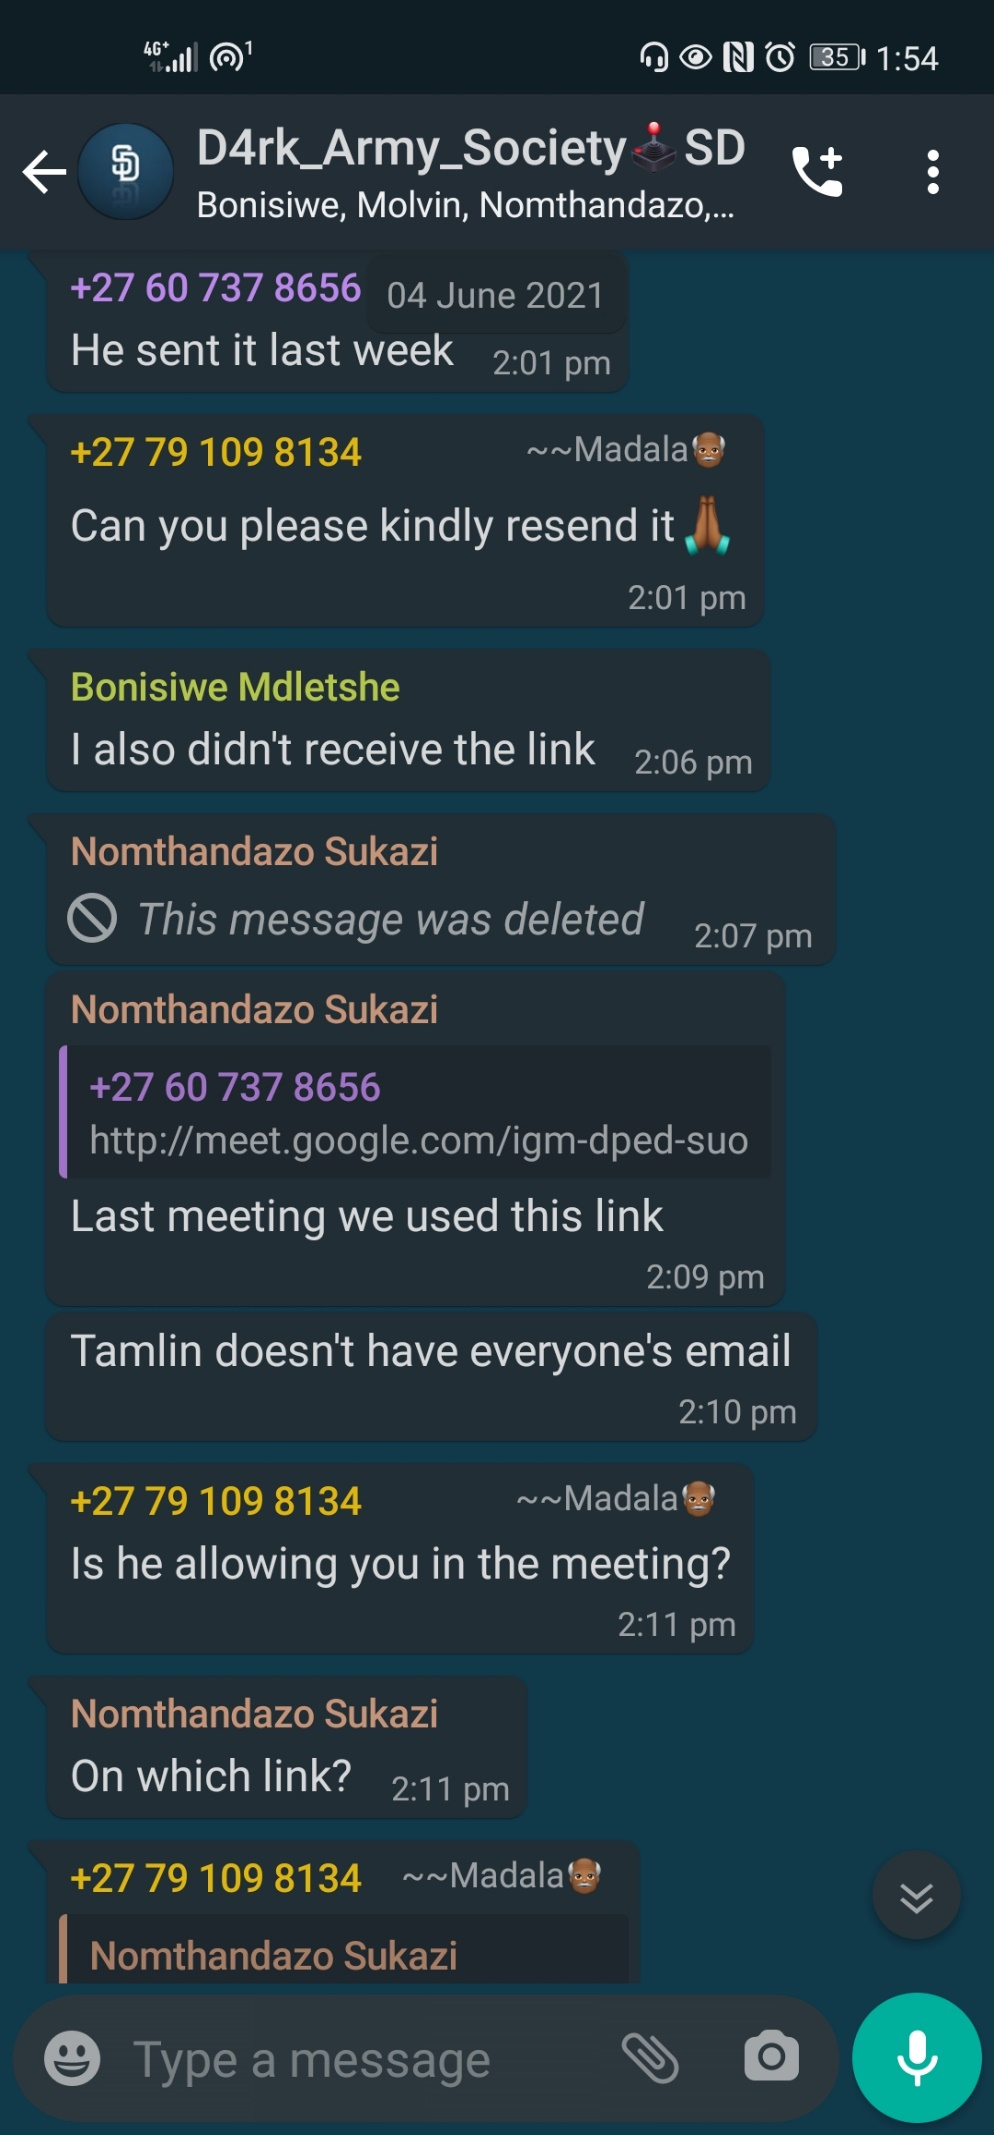 4G+ 1 35 1:54
D4rk_Army_Society🕹️SD
Bonisiwe, Molvin, Nomthandazo,...
+27 60 737 8656 04 June 2021
He sent it last week 2:01 pm
+27 79 109 8134 ~~Madala👴🏾
Can you please kindly resend it🙏🏾
2:01 pm
Bonisiwe Mdletshe
I also didn't receive the link 2:06 pm
Nomthandazo Sukazi
This message was deleted 2:07 pm
Nomthandazo Sukazi
+27 60 737 8656
http://meet.google.com/igm-dped-suo
Last meeting we used this link
2:09 pm
Tamlin doesn't have everyone's email
2:10 pm
+27 79 109 8134 ~~Madala👴🏾
Is he allowing you in the meeting?
2:11 pm
Nomthandazo Sukazi
On which link? 2:11 pm
+27 79 109 8134 ~~Madala👴🏾
Nomthandazo Sukazi
Type a message